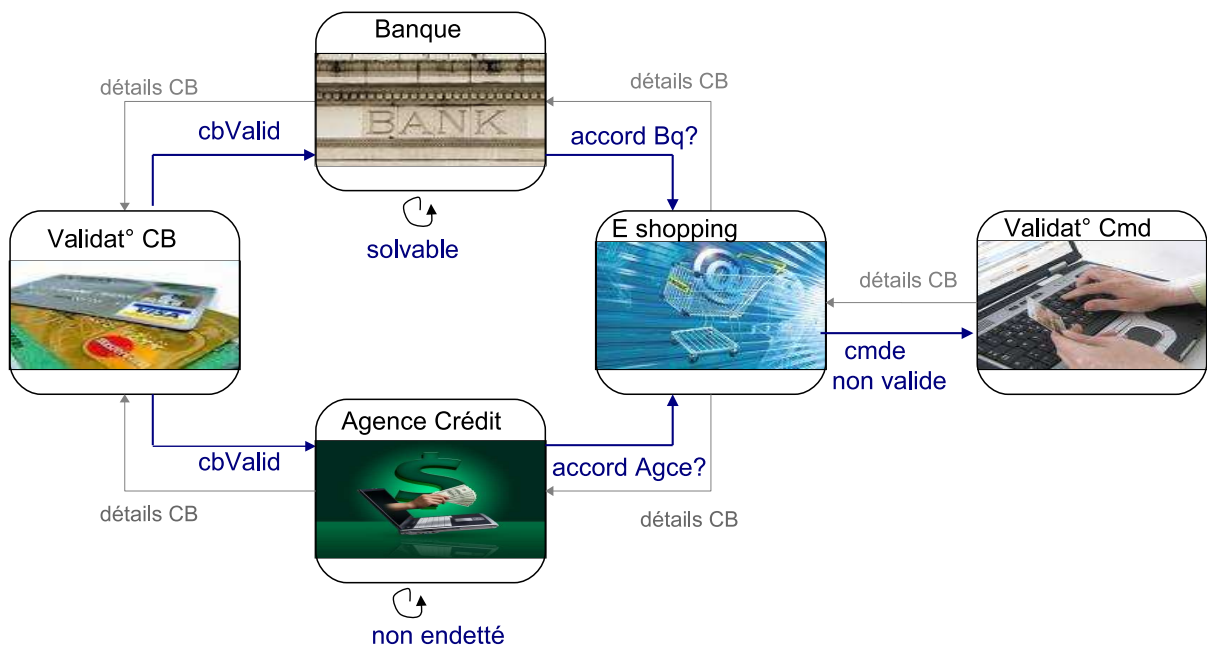 Banque
BANK
détails CB
détails CB
cbValid
accord Bq?
solvable
Validat° CB
VISA
MasterCard
E shopping
Validat° Cmd
détails CB
cmde
non valide
Agence Crédit
$
cbValid
accord Agce?
détails CB
détails CB
non endetté